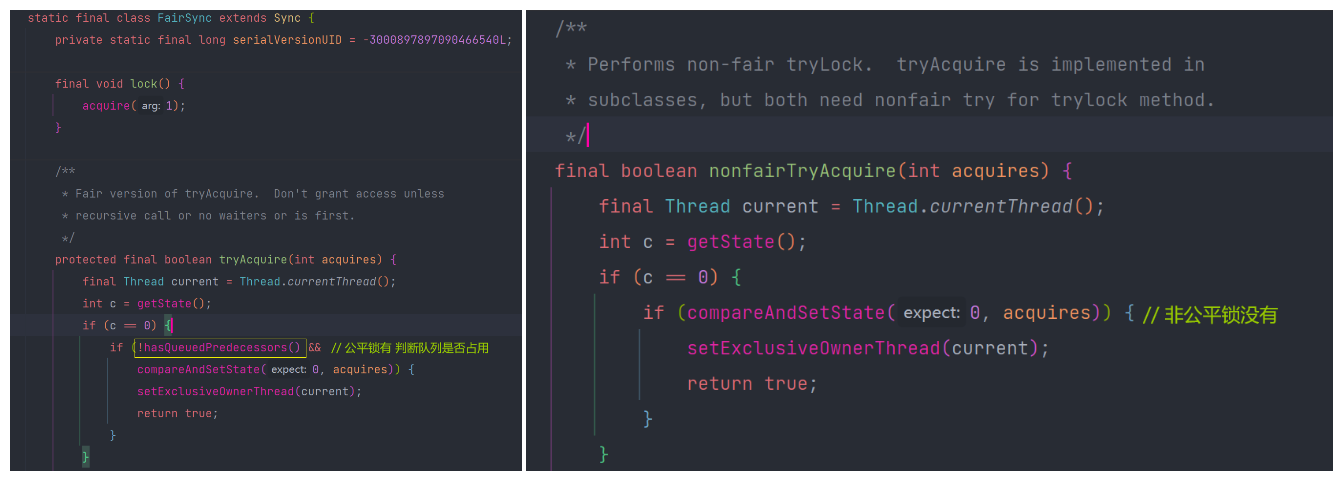 static final class FairSync extends Sync {
private static final long serialVersionUID = -3000897897090466540L;
final void lock() {
acquire( arg: 1);
}
/**
* Fair version of tryAcquire.  Don't grant access unless
* recursive call or no waiters or is first.
*/
protected final boolean tryAcquire(int acquires) {
final Thread current = Thread.currentThread();
int c = getState();
if (c == 0) {
if (!hasQueuedPredecessors() && // 公平锁有 判断队列是否占用
compareAndSetState( expect: 0, acquires)) {
setExclusiveOwnerThread(current);
return true;
}
}
/**
* Performs non-fair tryLock.  tryAcquire is implemented in
* subclasses, but both need nonfair try for trylock method.
*/
final boolean nonfairTryAcquire(int acquires) {
final Thread current = Thread.currentThread();
int c = getState();
if (c == 0) {
if (compareAndSetState( expect: 0, acquires)) { // 非公平锁没有
setExclusiveOwnerThread(current);
return true;
}
}